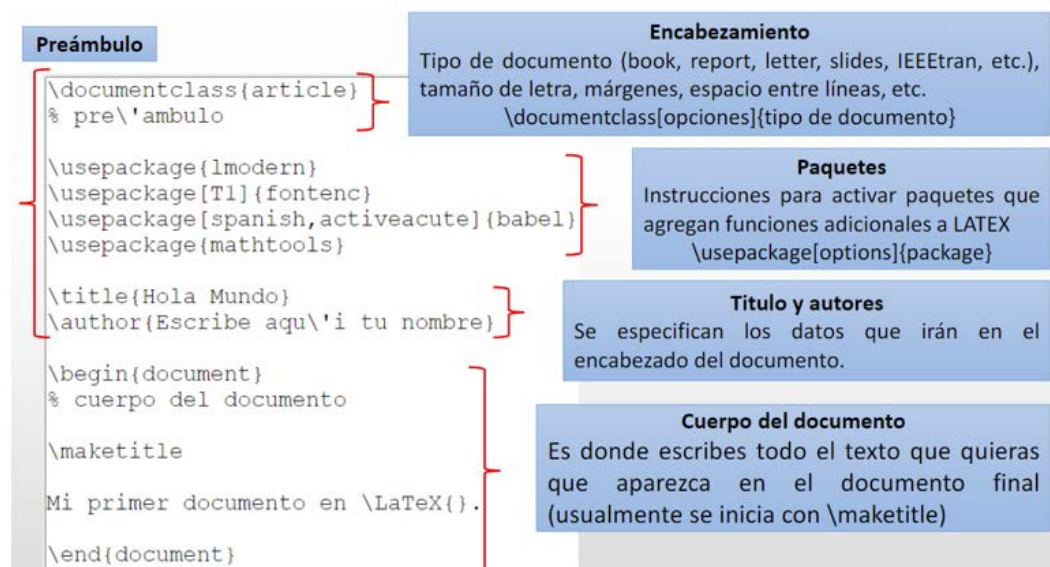 Preámbulo
\documentclass{article}
% pre\'ambulo
\usepackage{lmodern}
\usepackage[T1]{fontenc}
\usepackage[spanish,activeacute]{babel}
\usepackage{mathtools}
\title{Hola Mundo}
\author{Escribe aqu\'i tu nombre}
\begin{document}
% cuerpo del documento
\maketitle
Mi primer documento en \LaTeX{}.
\end{document}
Encabezamiento
Tipo de documento (book, report, letter, slides, IEEEtran, etc.),
tamaño de letra, márgenes, espacio entre líneas, etc.
\documentclass[opciones]{tipo de documento}
Paquetes
Instrucciones para activar paquetes que
agregan funciones adicionales a LATEX
\usepackage[options]{package}
Titulo y autores
Se especifican los datos que irán en el
encabezado del documento.
Cuerpo del documento
Es donde escribes todo el texto que quieras
que aparezca en el documento final
(usualmente se inicia con \maketitle)